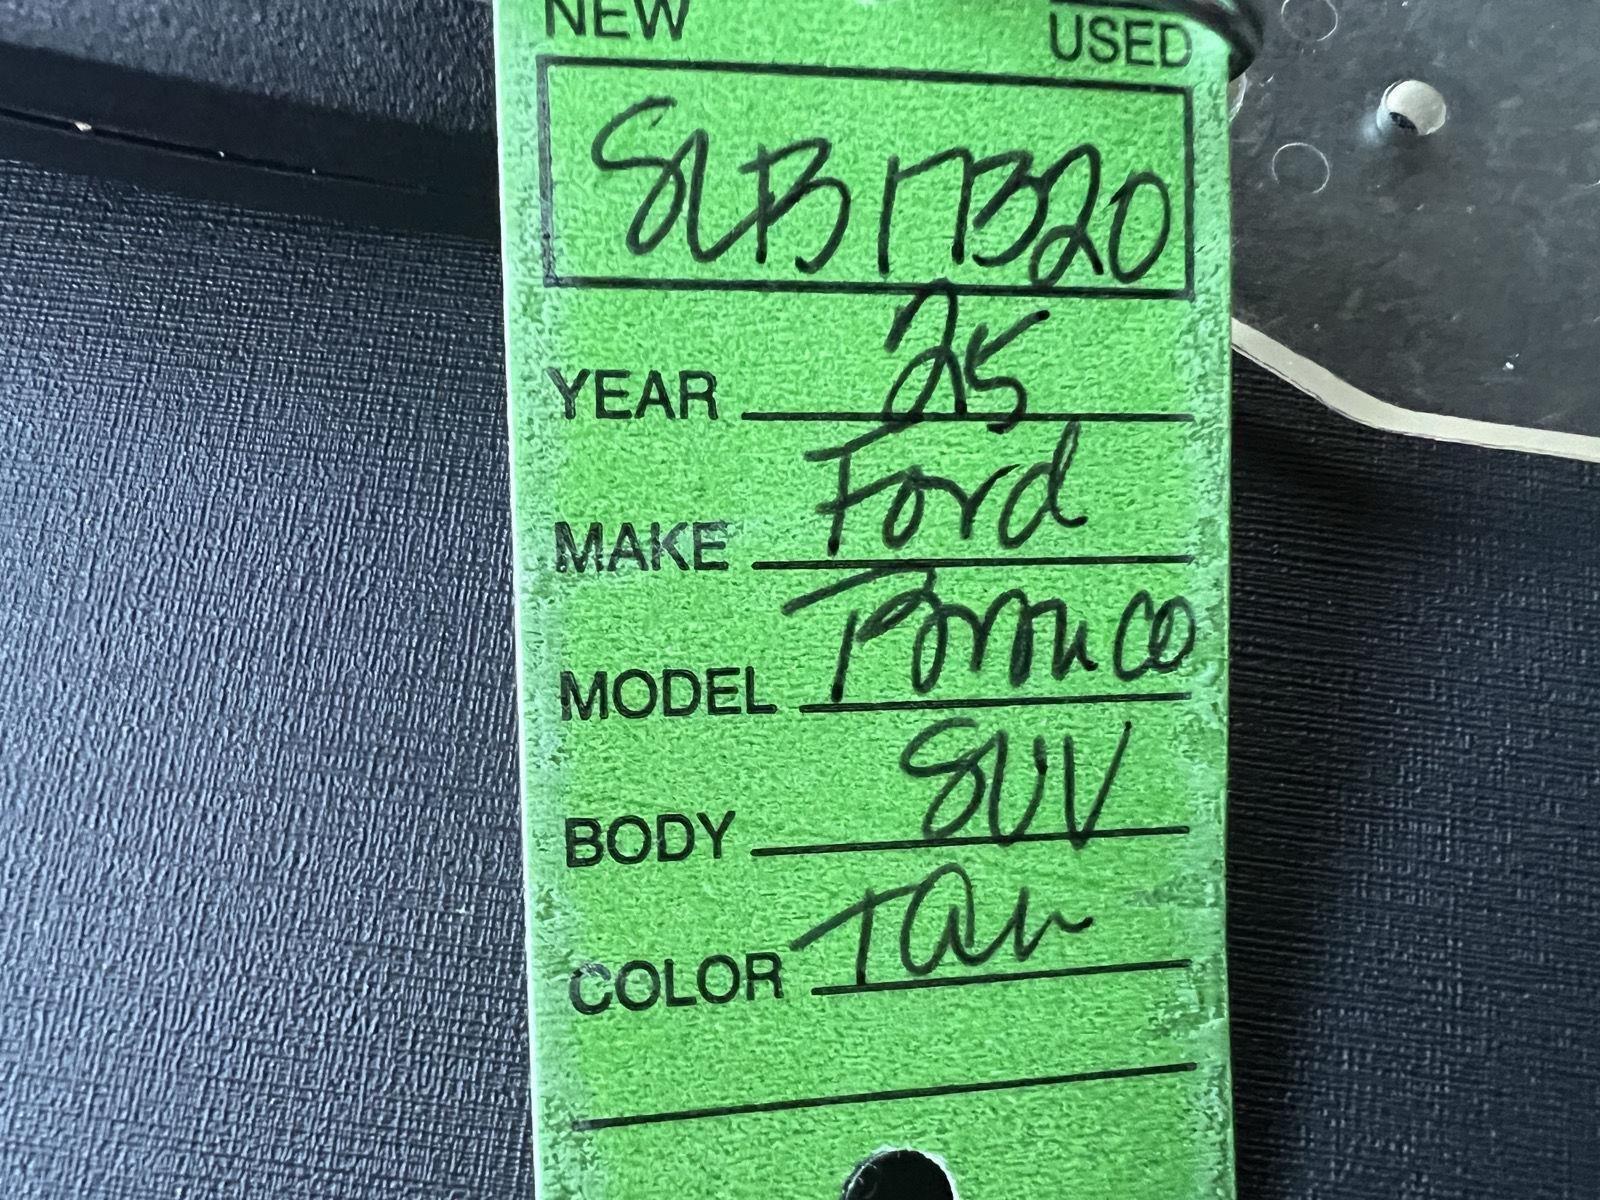 NEW USED
SLB17320
YEAR 25
MAKE Ford
MODEL Bronco
BODY SUV
COLOR Tan